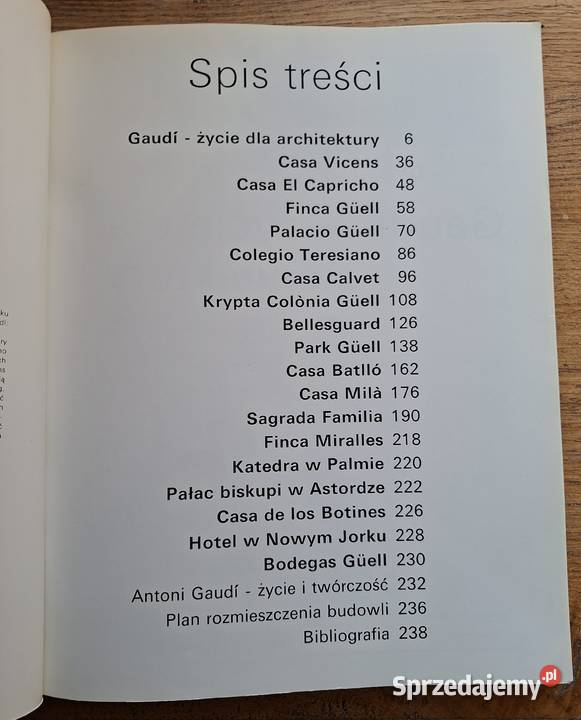 Spis treści
Gaudí - życie dla architektury 6
Casa Vicens 36
Casa El Capricho 48
Finca Güell 58
Palacio Güell 70
Colegio Teresiano 86
Casa Calvet 96
Krypta Colònia Güell 108
Bellesguard 126
Park Güell 138
Casa Batlló 162
Casa Milà 176
Sagrada Familia 190
Finca Miralles 218
Katedra w Palmie 220
Pałac biskupi w Astordze 222
Casa de los Botines 226
Hotel w Nowym Jorku 228
Bodegas Güell 230
Antoni Gaudí - życie i twórczość 232
Plan rozmieszczenia budowli 236
Bibliografia 238
Sprzedajemy.pl